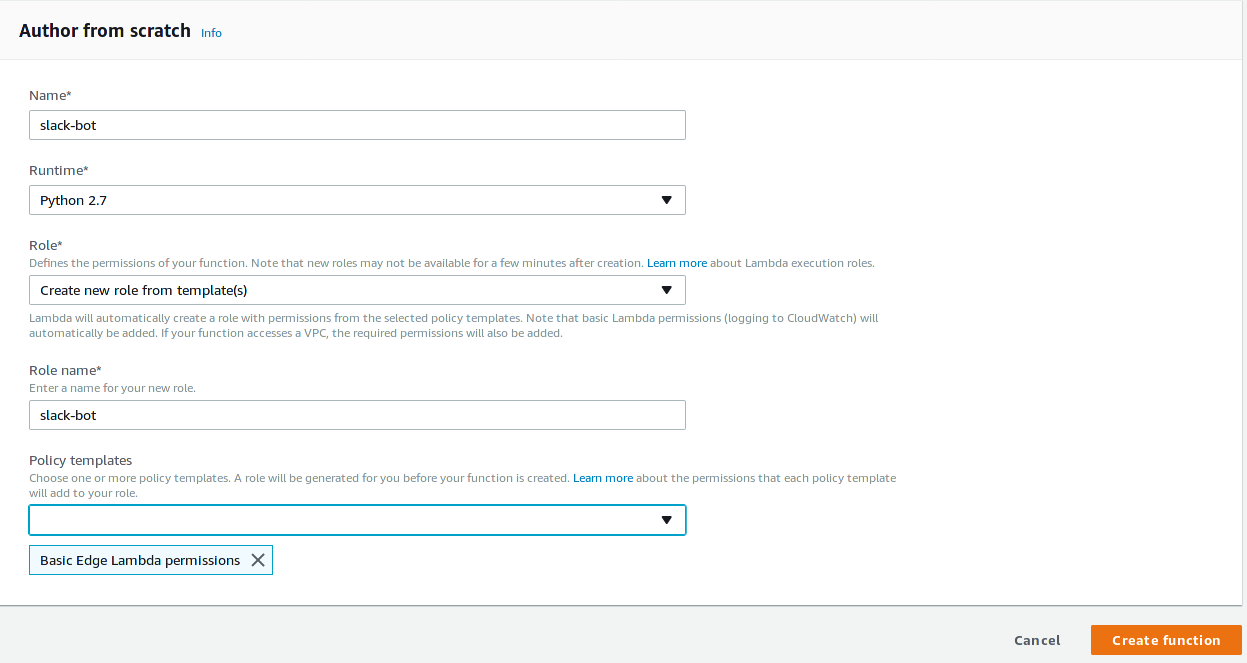 Author from scratch Info
Name*
slack-bot
Runtime*
Python 2.7
Role*
Defines the permissions of your function. Note that new roles may not be available for a few minutes after creation. Learn more about Lambda execution roles.
Create new role from template(s)
Lambda will automatically create a role with permissions from the selected policy templates. Note that basic Lambda permissions (logging to CloudWatch) will
automatically be added. If your function accesses a VPC, the required permissions will also be added.
Role name*
Enter a name for your new role.
slack-bot
Policy templates
Choose one or more policy templates. A role will be generated for you before your function is created. Learn more about the permissions that each policy template
will add to your role.
Basic Edge Lambda permissions
Cancel Create function